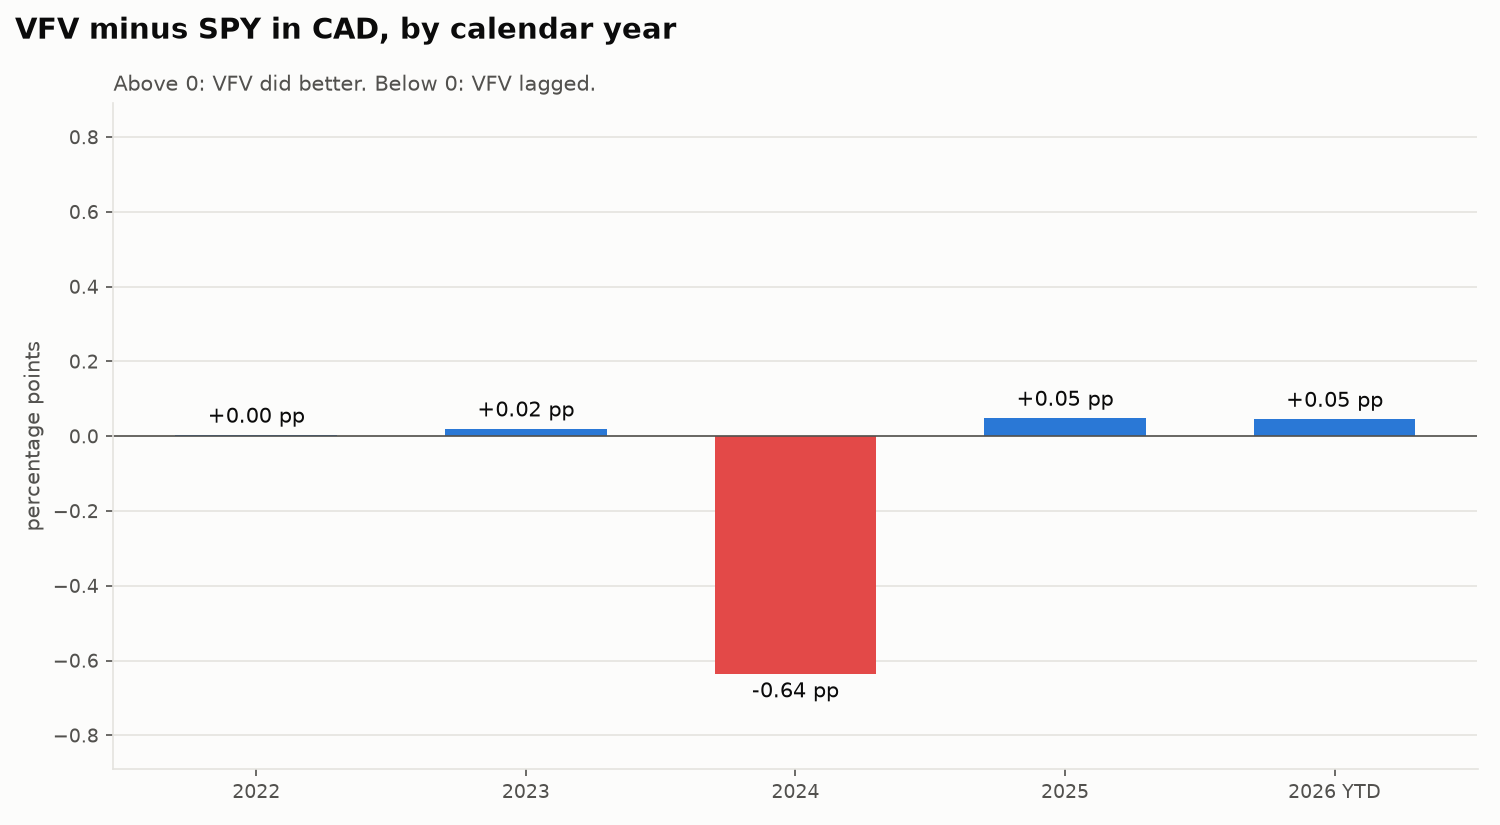 VFV minus SPY in CAD, by calendar year
Above 0: VFV did better. Below 0: VFV lagged.
percentage points
0.8
0.6
0.4
0.2
0.0
−0.2
−0.4
−0.6
−0.8
+0.00 pp
+0.02 pp
-0.64 pp
+0.05 pp
+0.05 pp
2022
2023
2024
2025
2026 YTD